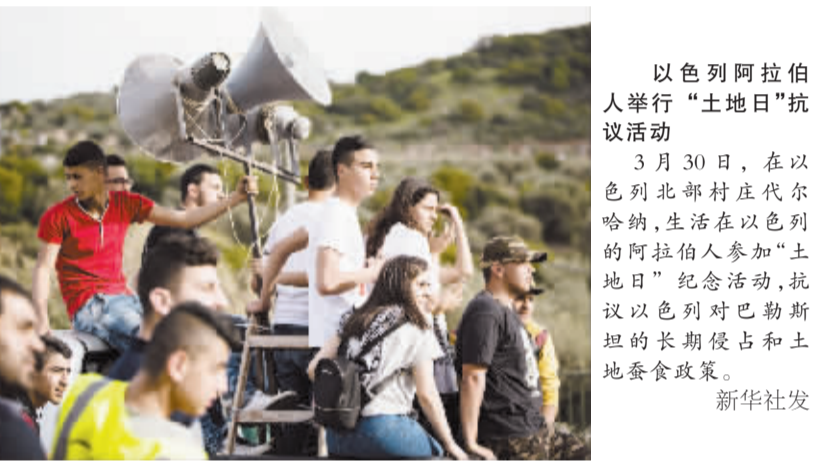 以色列阿拉伯
人举行“土地日”抗
议活动
3月30日，在以
色列北部村庄代尔
哈纳，生活在以色列
的阿拉伯人参加“土
地日”纪念活动，抗
议以色列对巴勒斯
坦的长期侵占和土
地蚕食政策。
新华社发